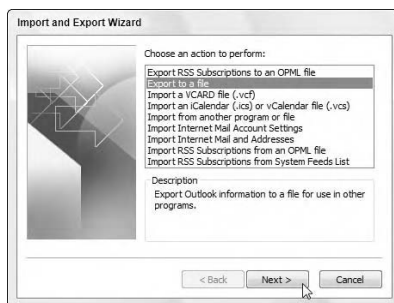 Import and Export Wizard
Choose an action to perform:
Export RSS Subscriptions to an OPML file
Export to a file
Import a VCARD file (.vcf)
Import an iCalendar (.ics) or vCalendar file (.vcs)
Import from another program or file
Import Internet Mail Account Settings
Import Internet Mail and Addresses
Import RSS Subscriptions from an OPML file
Import RSS Subscriptions from System Feeds List
Description
Export Outlook information to a file for use in other
programs.
< Back Next > Cancel